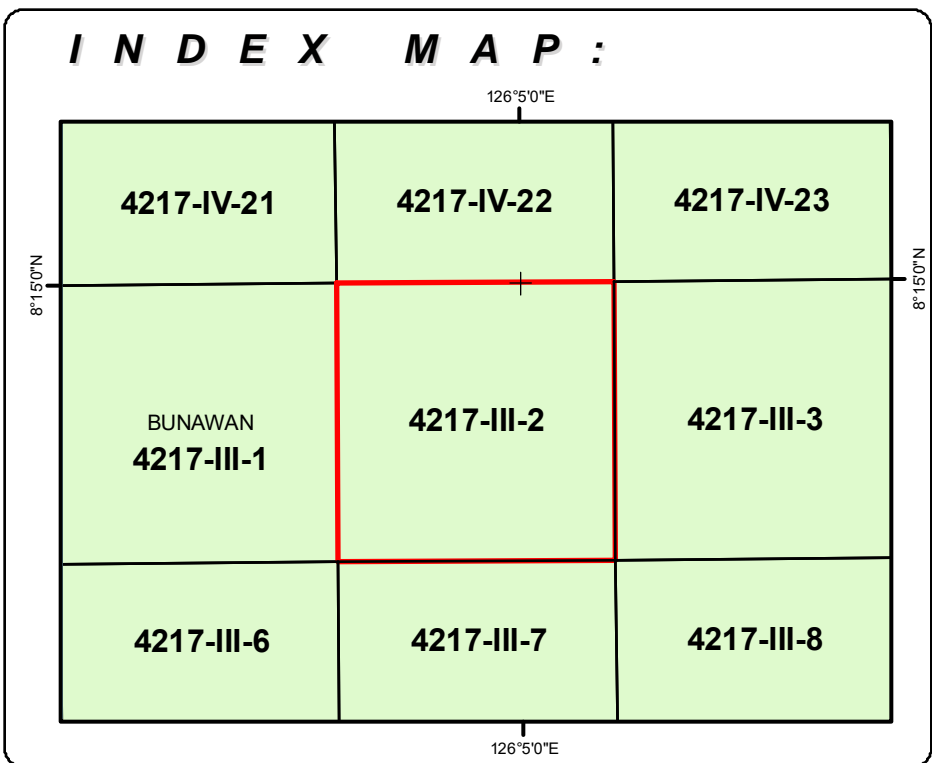 INDEX MAP:
126°5'0"E
4217-IV-21 4217-IV-22 4217-IV-23
8°15'0"N 8°15'0"N
BUNAWAN
4217-III-1 4217-III-2 4217-III-3
4217-III-6 4217-III-7 4217-III-8
126°5'0"E